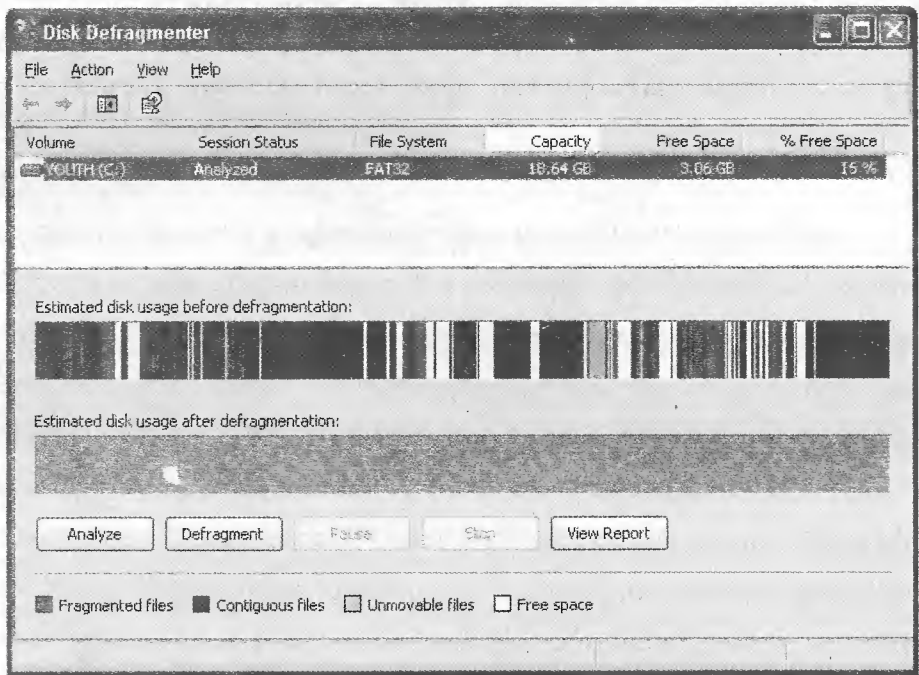 Disk Defragmenter
File Action View Help
Volume Session Status File System Capacity Free Space % Free Space
YOUTH (C:) Analyzed FAT32 18.64 GB 3.06 GB 15 %
Estimated disk usage before defragmentation:
Estimated disk usage after defragmentation:
Analyze Defragment Pause Stop View Report
Fragmented files Contiguous files Unmovable files Free space